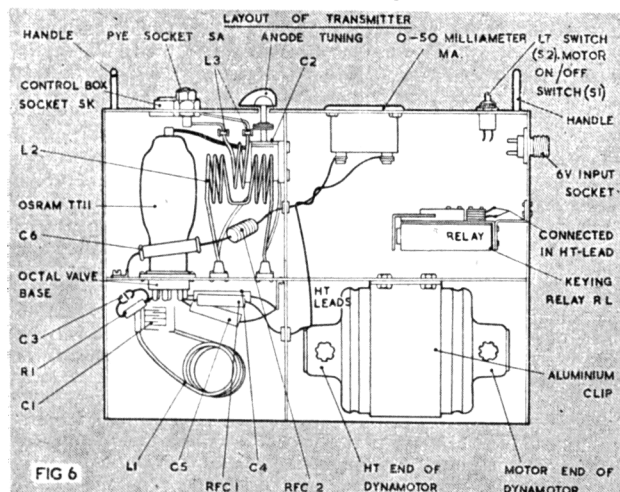 LAYOUT OF TRANSMITTER
HANDLE
PYE SOCKET SA
ANODE TUNING
0-50 MILLIAMETER
MA.
LT SWITCH
(S2). MOTOR
ON/OFF
SWITCH (S1)
L3
C2
CONTROL BOX
SOCKET SK
HANDLE
L2
6V INPUT
SOCKET
OSRAM TT11
C6
RELAY
CONNECTED
IN HT-LEAD
OCTAL VALVE
BASE
HT
LEADS
KEYING
RELAY RL
C3
R1
C1
ALUMINIUM
CLIP
L1
C5
C4
RFC 1
RFC 2
HT END OF
DYNAMOTOR
MOTOR END OF
DYNAMOTOR
FIG 6